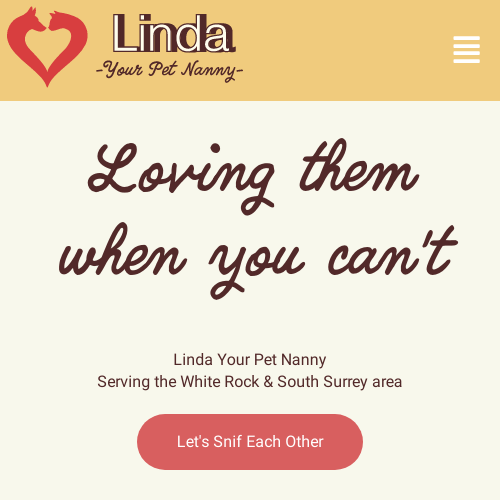 Linda
-Your Pet Nanny-
Loving them
when you can't
Linda Your Pet Nanny
Serving the White Rock & South Surrey area
Let's Snif Each Other